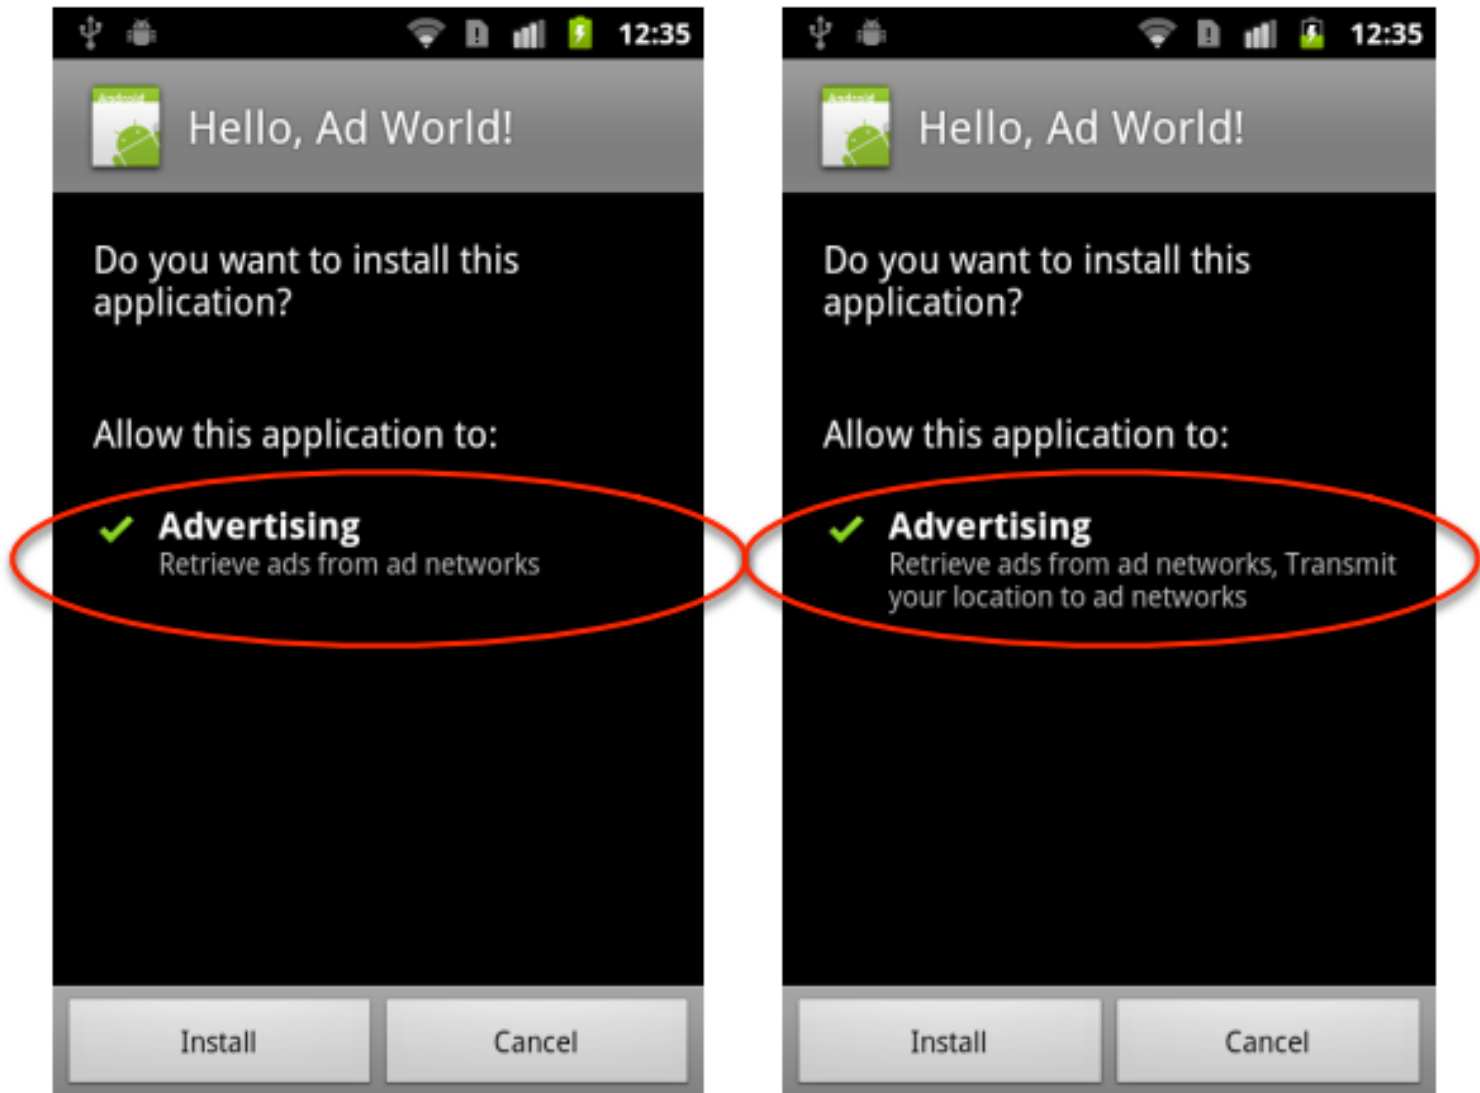 12:35
Android
Hello, Ad World!
Do you want to install this
application?
Allow this application to:
Advertising
Retrieve ads from ad networks
Install
Cancel
12:35
Android
Hello, Ad World!
Do you want to install this
application?
Allow this application to:
Advertising
Retrieve ads from ad networks, Transmit
your location to ad networks
Install
Cancel